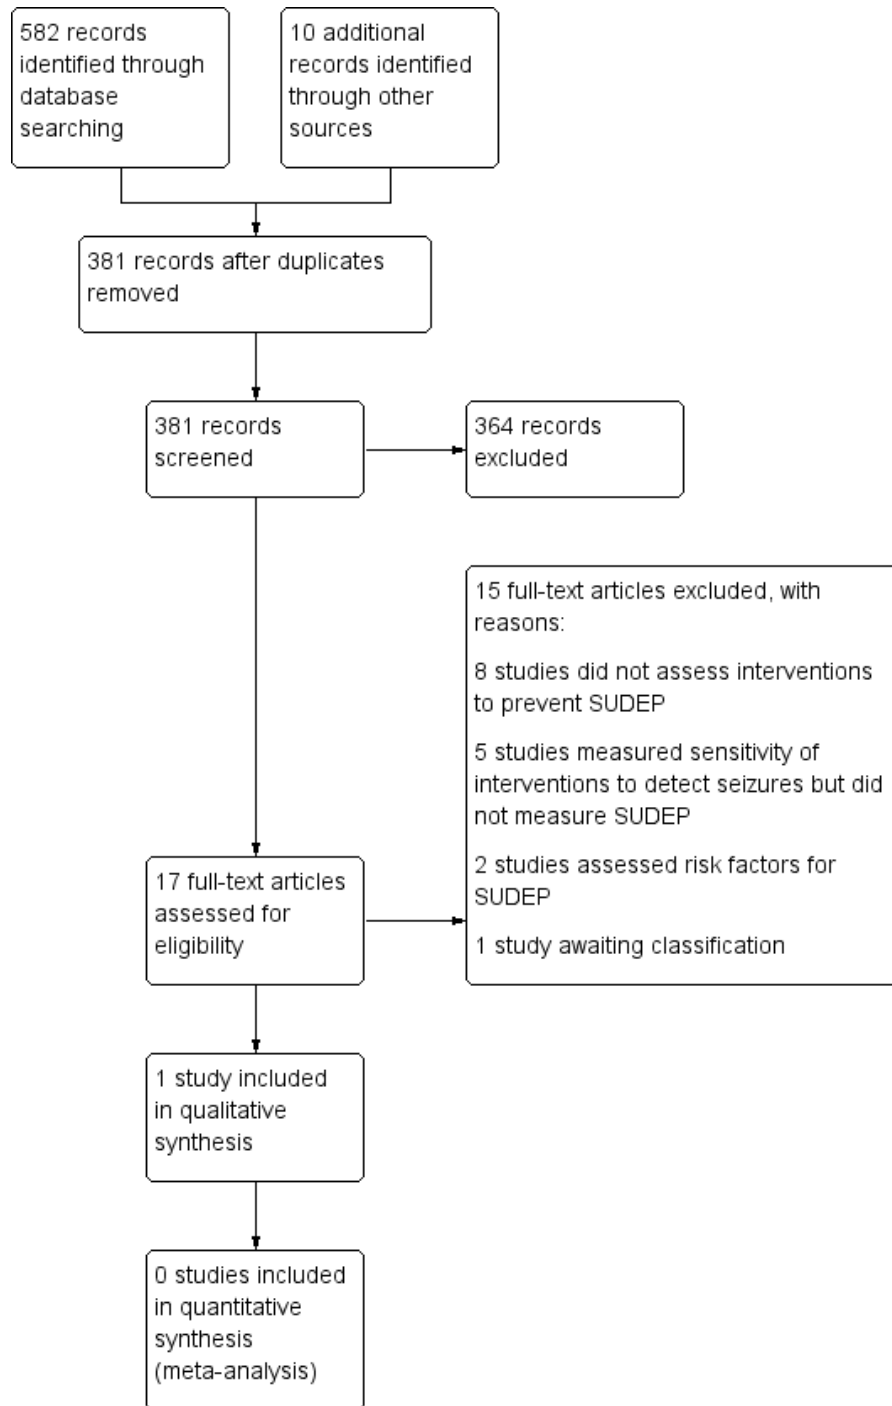 582 records
identified through
database
searching
10 additional
records identified
through other
sources
381 records after duplicates
removed
381 records
screened
364 records
excluded
15 full-text articles excluded, with
reasons:
8 studies did not assess interventions
to prevent SUDEP
5 studies measured sensitivity of
interventions to detect seizures but did
not measure SUDEP
2 studies assessed risk factors for
SUDEP
1 study awaiting classification
17 full-text articles
assessed for
eligibility
1 study included
in qualitative
synthesis
0 studies included
in quantitative
synthesis
(meta-analysis)